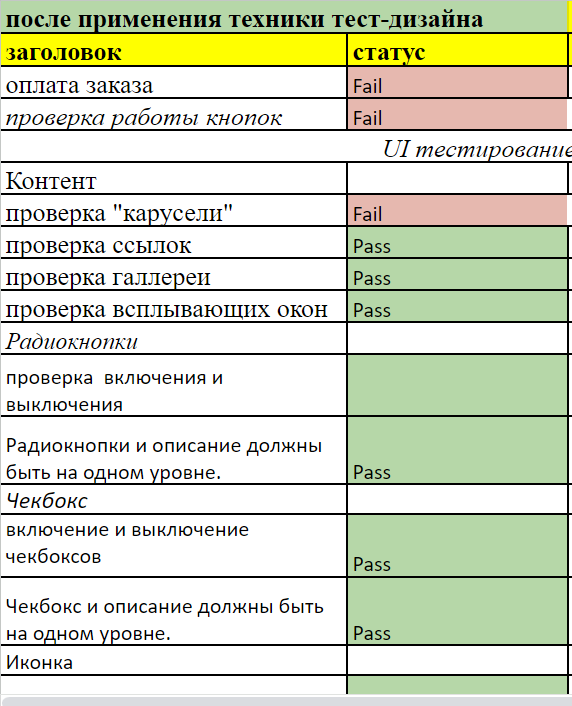 после применения техники тест-дизайна
заголовок статус
оплата заказа Fail
проверка работы кнопок Fail
UI тестирование
Контент
проверка "карусели" Fail
проверка ссылок Pass
проверка галлереи Pass
проверка всплывающих окон Pass
Радиокнопки
проверка включения и
выключения
Радиокнопки и описание должны
быть на одном уровне. Pass
Чекбокс
включение и выключение
чекбоксов Pass
Чекбокс и описание должны быть
на одном уровне. Pass
Иконка